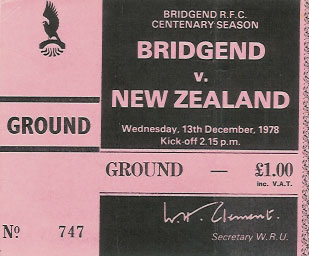 BRIDGEND R.F.C.
CENTENARY SEASON
BRIDGEND
v.
NEW ZEALAND
Wednesday, 13th December, 1978
Kick-off 2.15 p.m.
GROUND
GROUND — £1.00
inc. V.A.T.
Nº 747
W.H. Clement.
Secretary W.R.U.